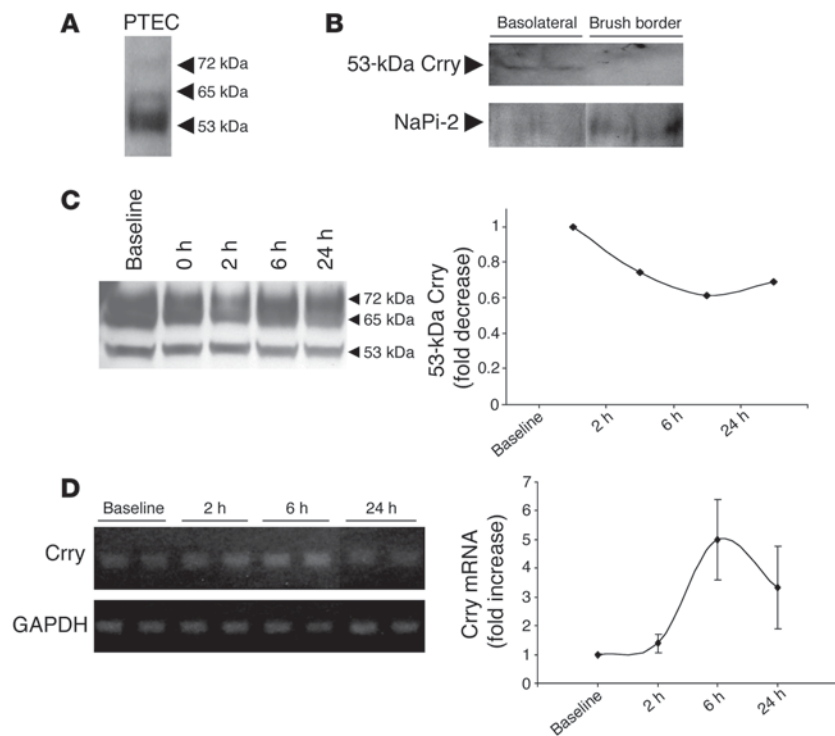 A
PTEC
72 kDa
65 kDa
53 kDa
B
Basolateral Brush border
53-kDa Crry
NaPi-2
C
Baseline
0 h
2 h
6 h
24 h
72 kDa
65 kDa
53 kDa
53-kDa Crry
(fold decrease)
1
0.8
0.6
0.4
0.2
0
Baseline
2 h
6 h
24 h
D
Baseline 2 h 6 h 24 h
Crry
GAPDH
Crry mRNA
(fold increase)
7
6
5
4
3
2
1
0
Baseline
2 h
6 h
24 h